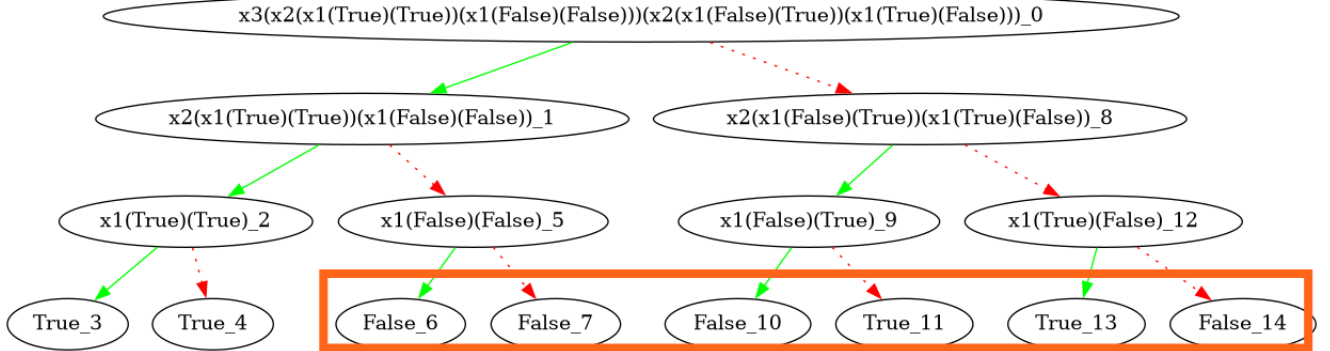 x3(x2(x1(True)(True))(x1(False)(False)))(x2(x1(False)(True))(x1(True)(False)))_0
x2(x1(True)(True))(x1(False)(False))_1
x2(x1(False)(True))(x1(True)(False))_8
x1(True)(True)_2
x1(False)(False)_5
x1(False)(True)_9
x1(True)(False)_12
True_3
True_4
False_6
False_7
False_10
True_11
True_13
False_14